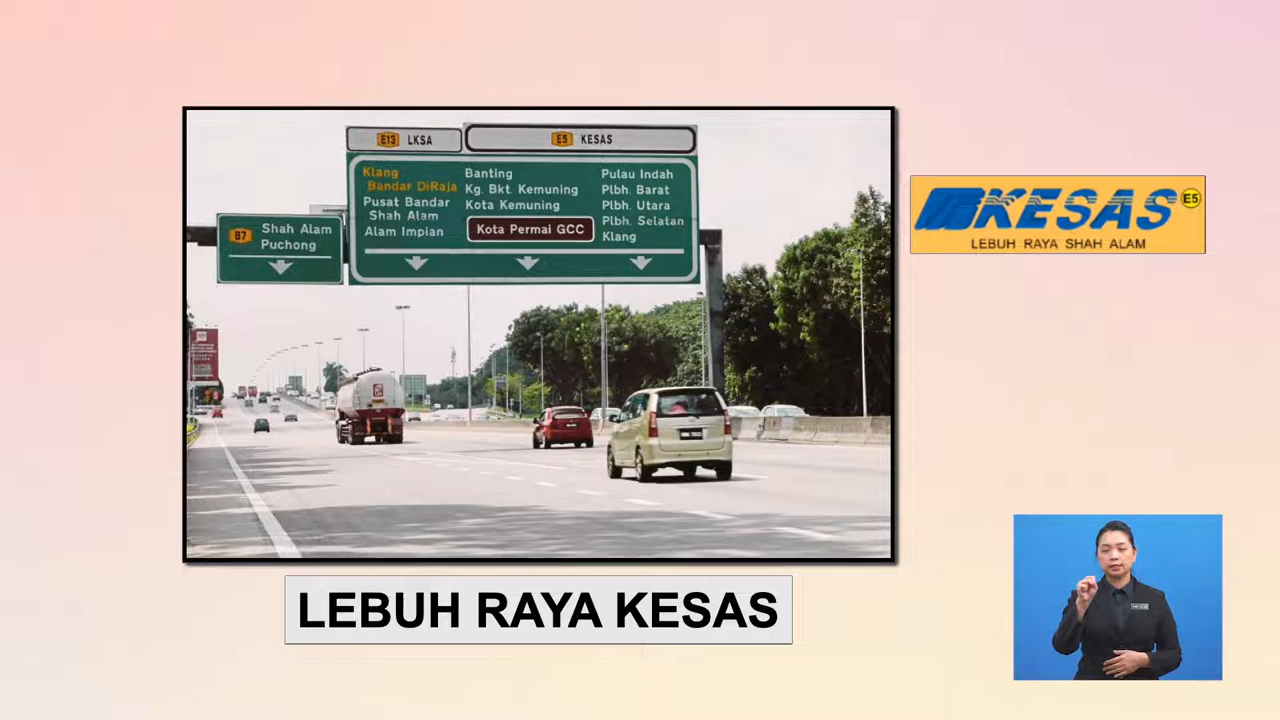 E13 LKSA
E5 KESAS
Klang
Bandar DiRaja
Pusat Bandar
Shah Alam
Alam Impian
Banting
Kg. Bkt. Kemuning
Kota Kemuning
Kota Permai GCC
Pulau Indah
Plbh. Barat
Plbh. Utara
Plbh. Selatan
Klang
B7
Shah Alam
Puchong
KESAS E5
LEBUH RAYA SHAH ALAM
LEBUH RAYA KESAS